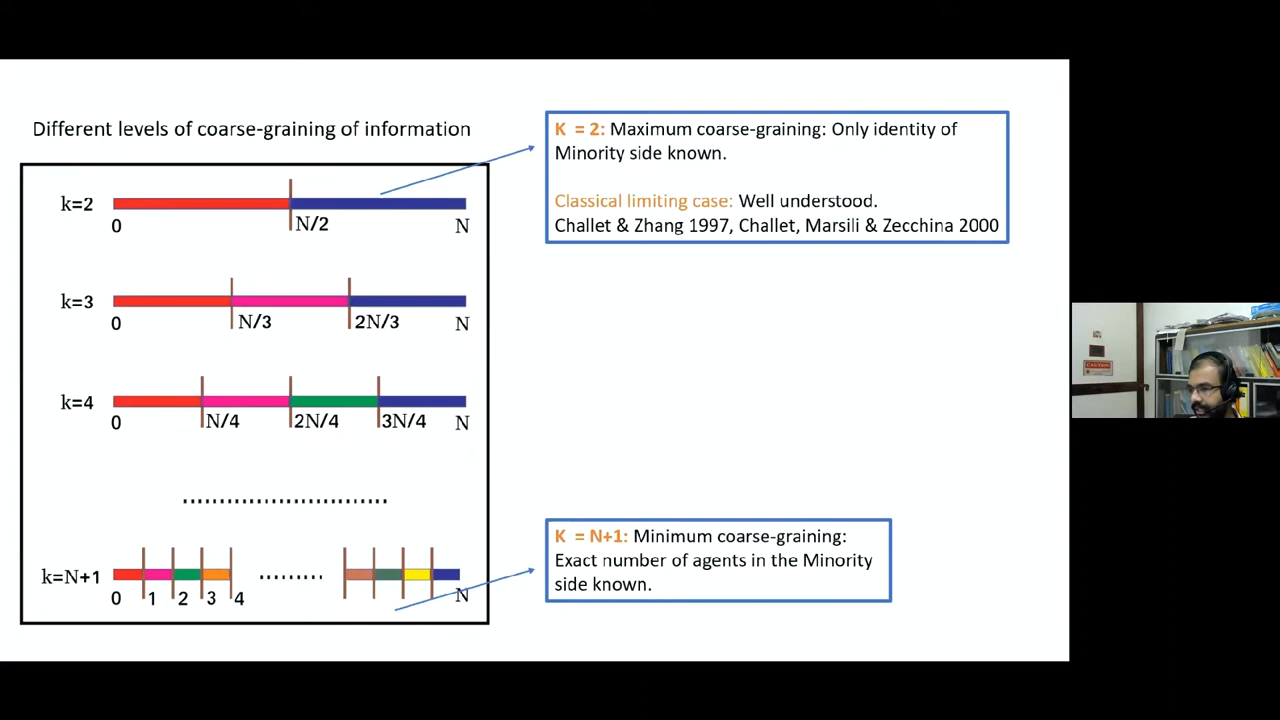 Different levels of coarse-graining of information
k=2
0
N/2
N
k=3
0
N/3
2N/3
N
k=4
0
N/4
2N/4
3N/4
N
k=N+1
0
1
2
3
4
N
K = 2: Maximum coarse-graining: Only identity of
Minority side known.
Classical limiting case: Well understood.
Challet & Zhang 1997, Challet, Marsili & Zecchina 2000
K = N+1: Minimum coarse-graining:
Exact number of agents in the Minority
side known.
CAUTION